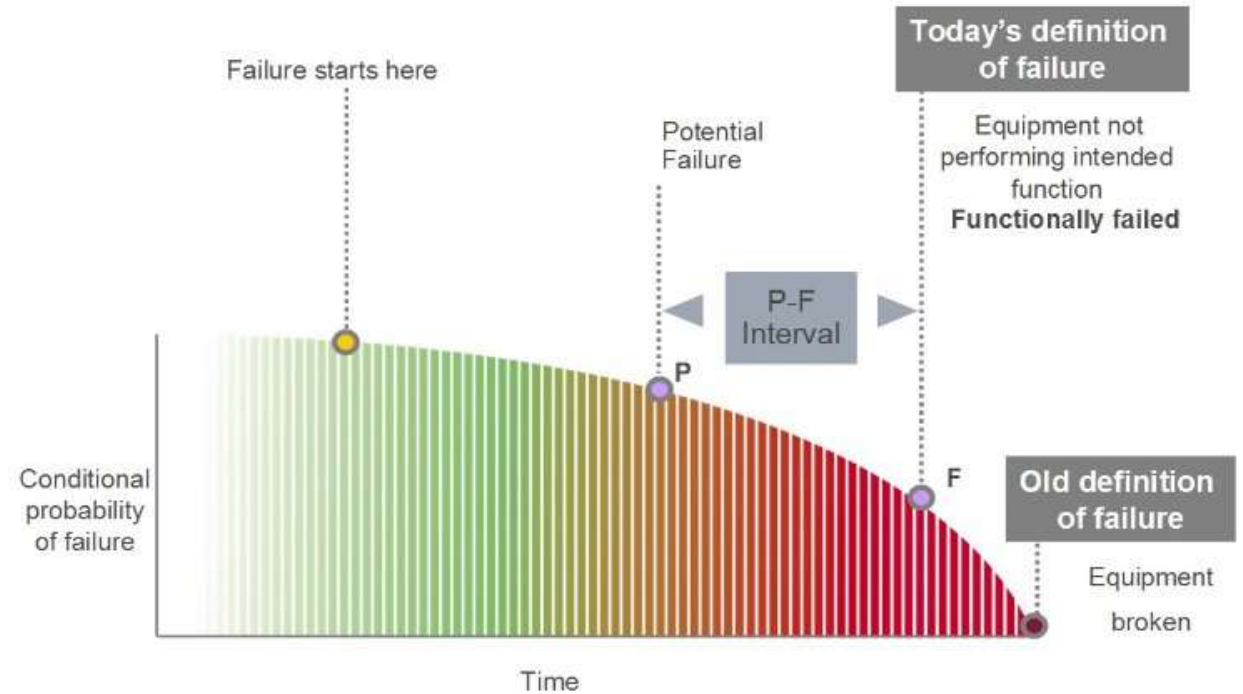 Today's definition
of failure
Failure starts here
Potential
Failure
Equipment not
performing intended
function
Functionally failed
P-F
Interval
P
F
Conditional
probability
of failure
Old definition
of failure
Equipment
broken
Time